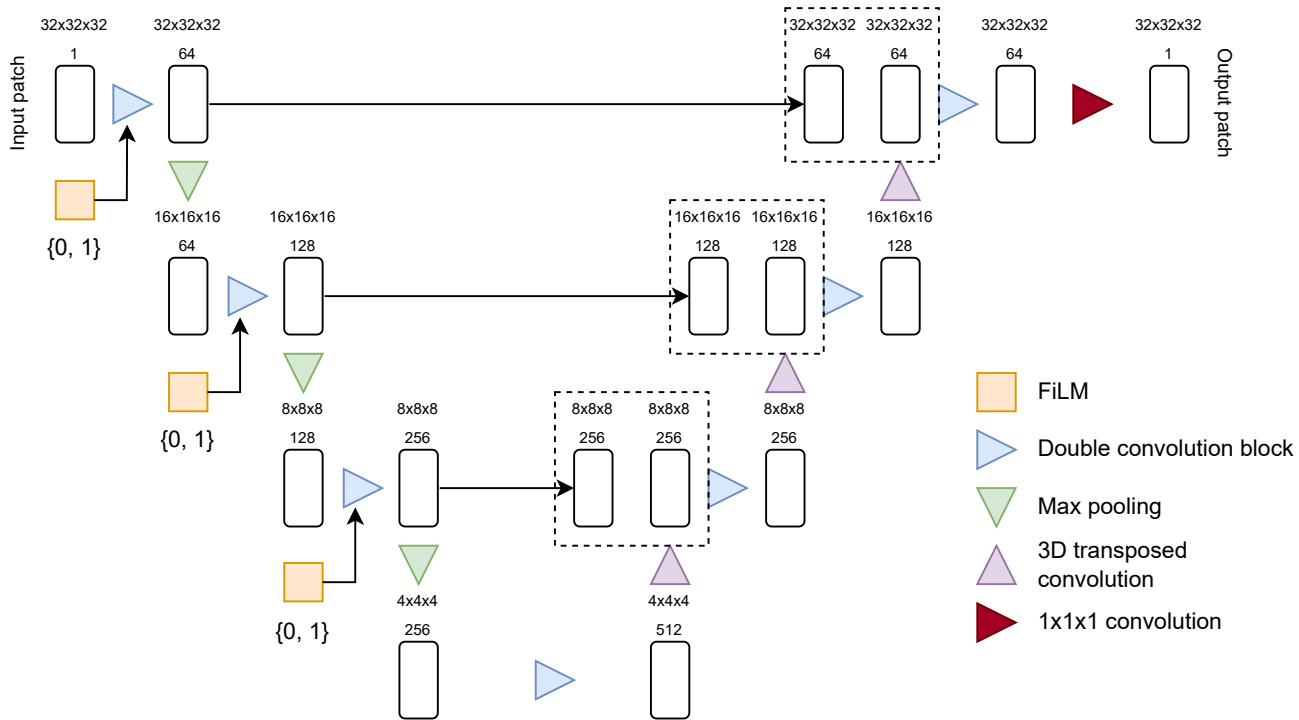 32x32x32 32x32x32 32x32x32 32x32x32 32x32x32 32x32x32
1 64 64 64 64 1
Input patch
Output patch
{0, 1}
16x16x16 16x16x16 16x16x16 16x16x16 16x16x16
64 128 128 128 128
{0, 1}
8x8x8 8x8x8 8x8x8 8x8x8 8x8x8
128 256 256 256 256
{0, 1}
4x4x4 4x4x4
256 512
FiLM
Double convolution block
Max pooling
3D transposed
convolution
1x1x1 convolution